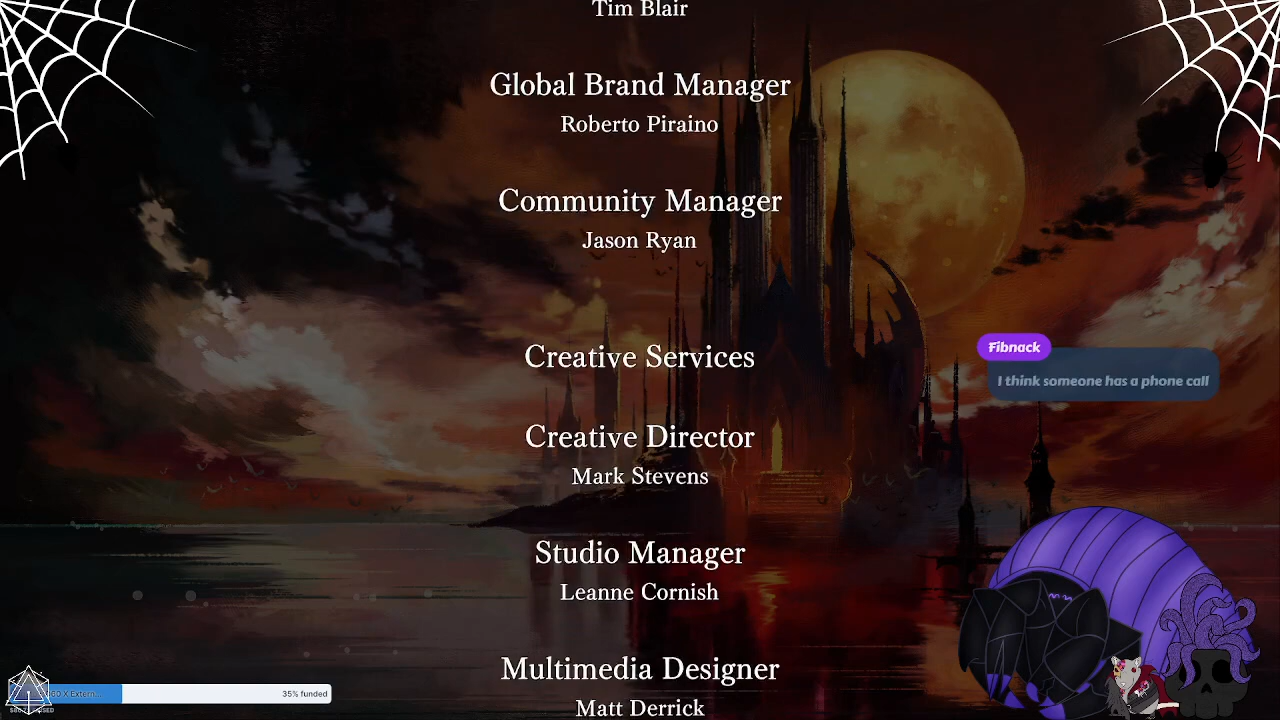 Tim Blair
Global Brand Manager
Roberto Piraino
Community Manager
Jason Ryan
Creative Services
Fibnack
I think someone has a phone call
Creative Director
Mark Stevens
Studio Manager
Leanne Cornish
Multimedia Designer
Matt Derrick
35% funded